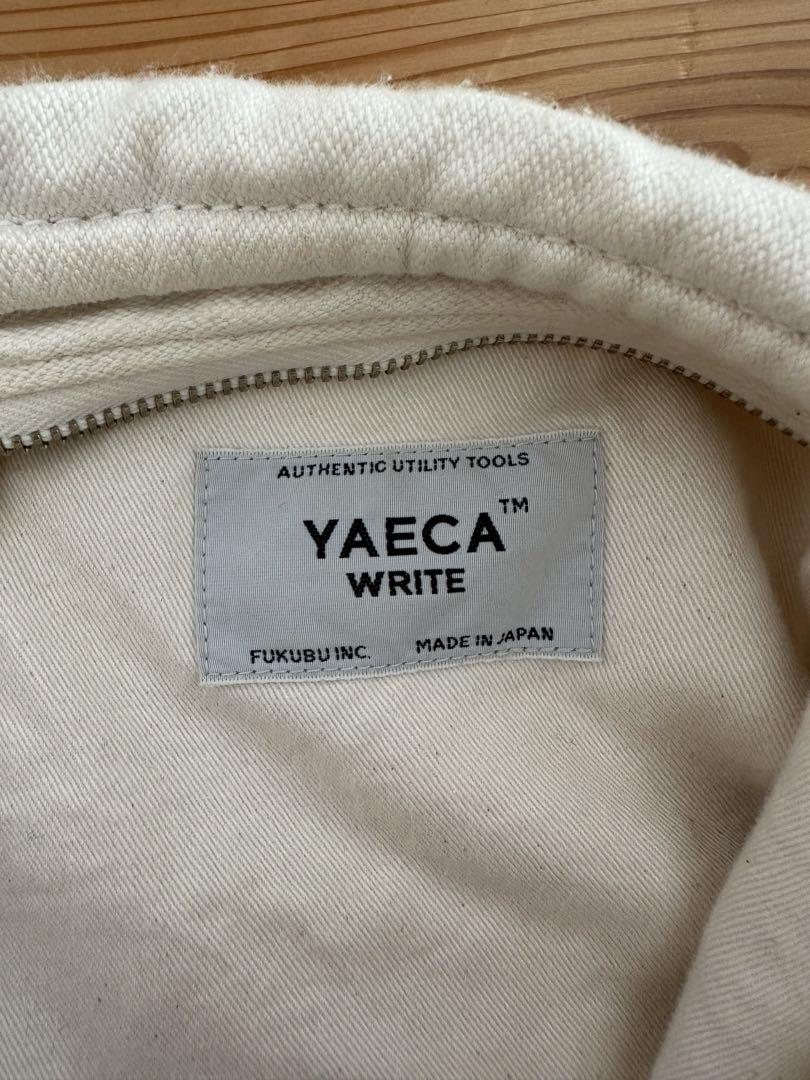 AUTHENTIC UTILITY TOOLS
YAECA™
WRITE
FUKUBU INC. MADE IN JAPAN